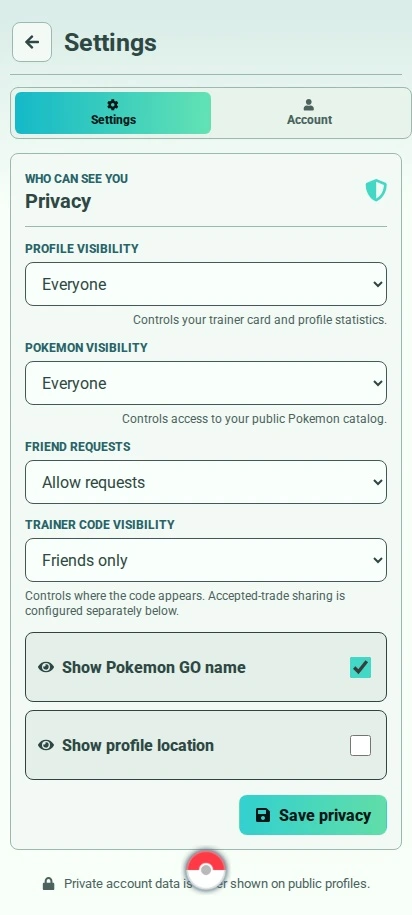 Settings
Settings
Account
WHO CAN SEE YOU
Privacy
PROFILE VISIBILITY
Everyone
Controls your trainer card and profile statistics.
POKEMON VISIBILITY
Everyone
Controls access to your public Pokemon catalog.
FRIEND REQUESTS
Allow requests
TRAINER CODE VISIBILITY
Friends only
Controls where the code appears. Accepted-trade sharing is
configured separately below.
Show Pokemon GO name
Show profile location
Save privacy
Private account data is shown on public profiles.